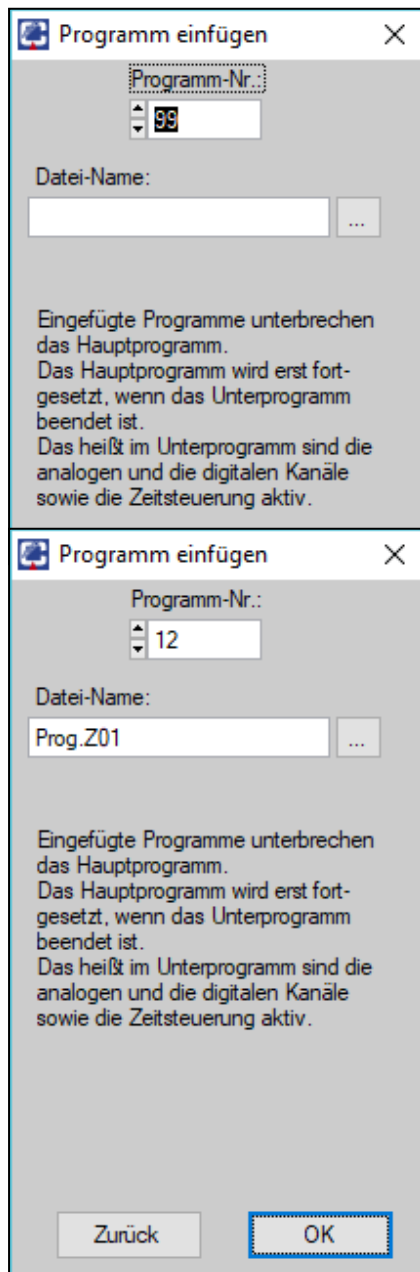 Programm einfügen
Programm-Nr.:
99
Datei-Name:
...
Eingefügte Programme unterbrechen
das Hauptprogramm.
Das Hauptprogramm wird erst fort-
gesetzt, wenn das Unterprogramm
beendet ist.
Das heißt im Unterprogramm sind die
analogen und die digitalen Kanäle
sowie die Zeitsteuerung aktiv.
Programm einfügen
Programm-Nr.:
12
Datei-Name:
Prog.Z01 ...
Eingefügte Programme unterbrechen
das Hauptprogramm.
Das Hauptprogramm wird erst fort-
gesetzt, wenn das Unterprogramm
beendet ist.
Das heißt im Unterprogramm sind die
analogen und die digitalen Kanäle
sowie die Zeitsteuerung aktiv.
Zurück OK